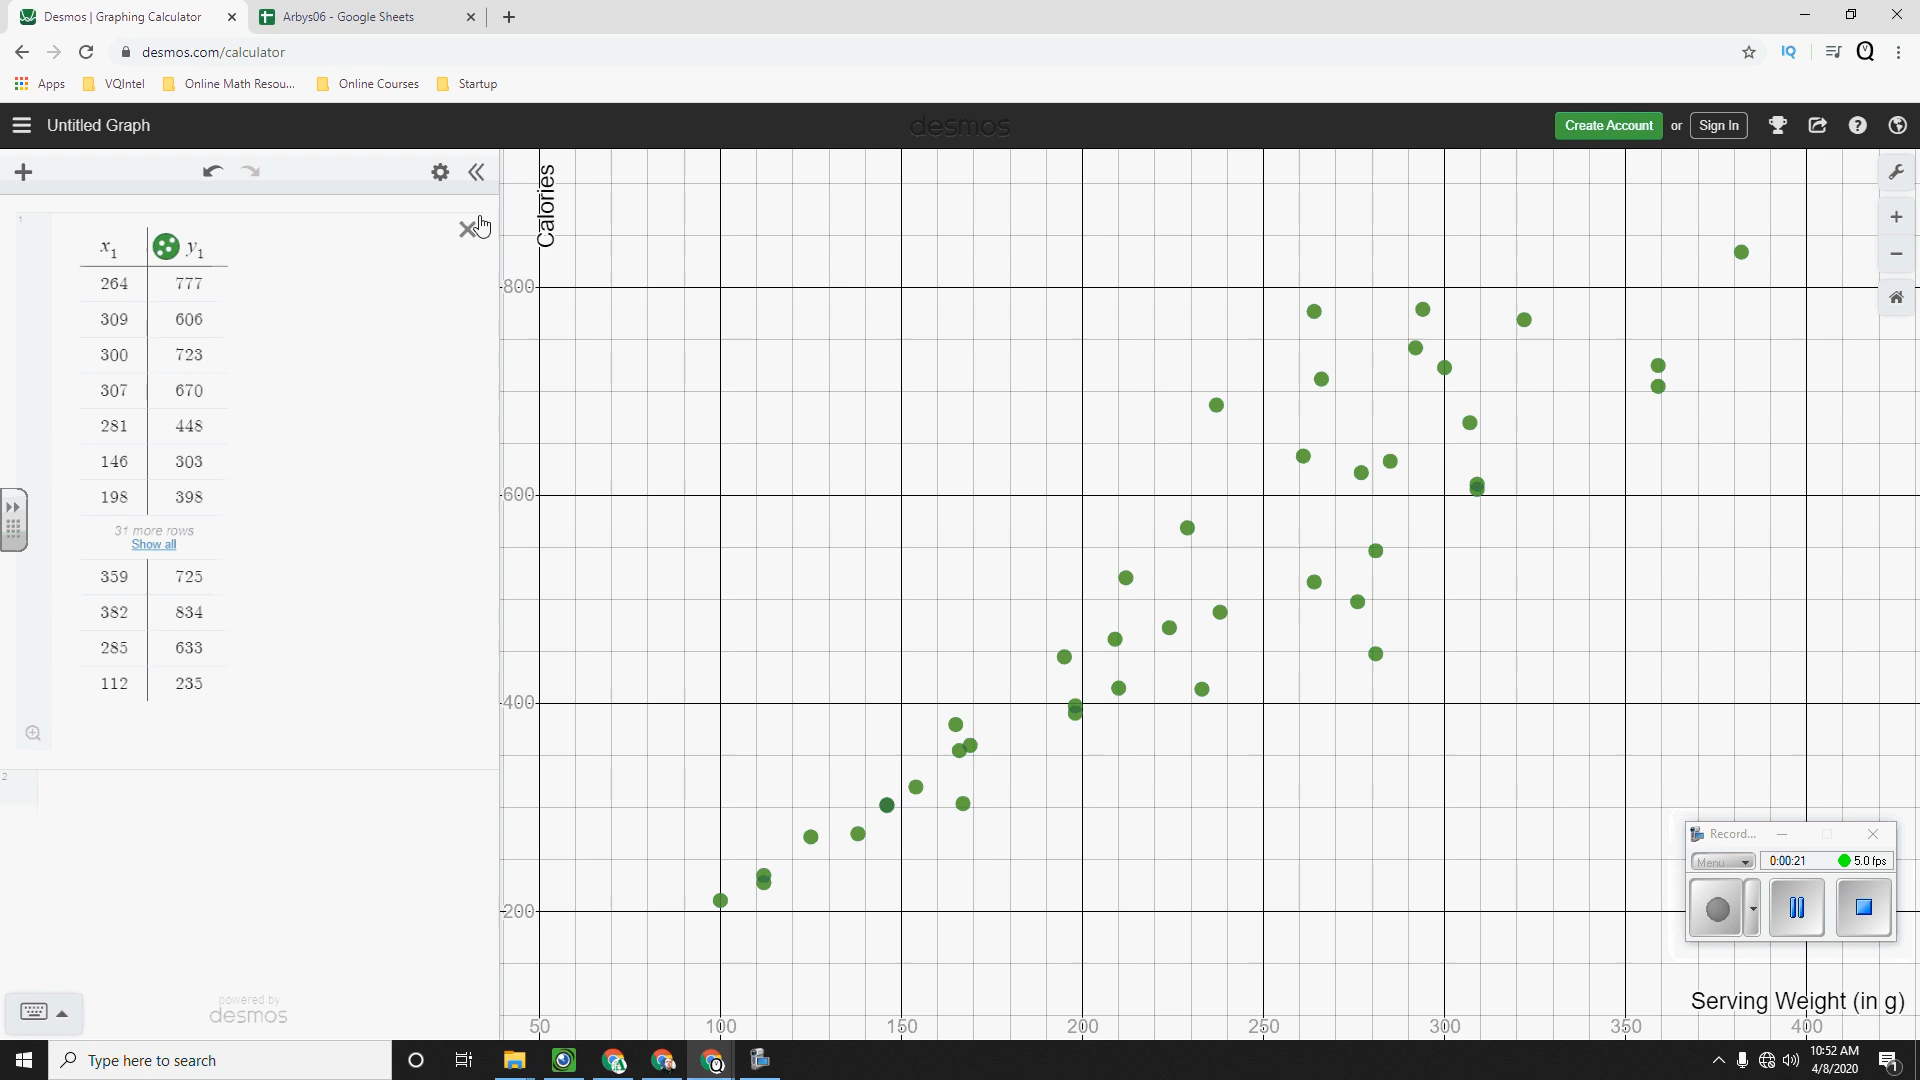 Desmos | Graphing Calculator
Arbys06 - Google Sheets
desmos.com/calculator
IQ
Apps
VQIntel
Online Math Resou...
Online Courses
Startup
Untitled Graph
desmos
Create Account
or
Sign In
1
x1 y1
264 777
309 606
300 723
307 670
281 448
146 303
198 398
31 more rows
Show all
359 725
382 834
285 633
112 235
2
powered by
desmos
Calories
800
600
400
200
50 100 150 200 250 300 350 400
Serving Weight (in g)
Record...
Menu
0:00:21
5.0 fps
Type here to search
10:52 AM
4/8/2020
1